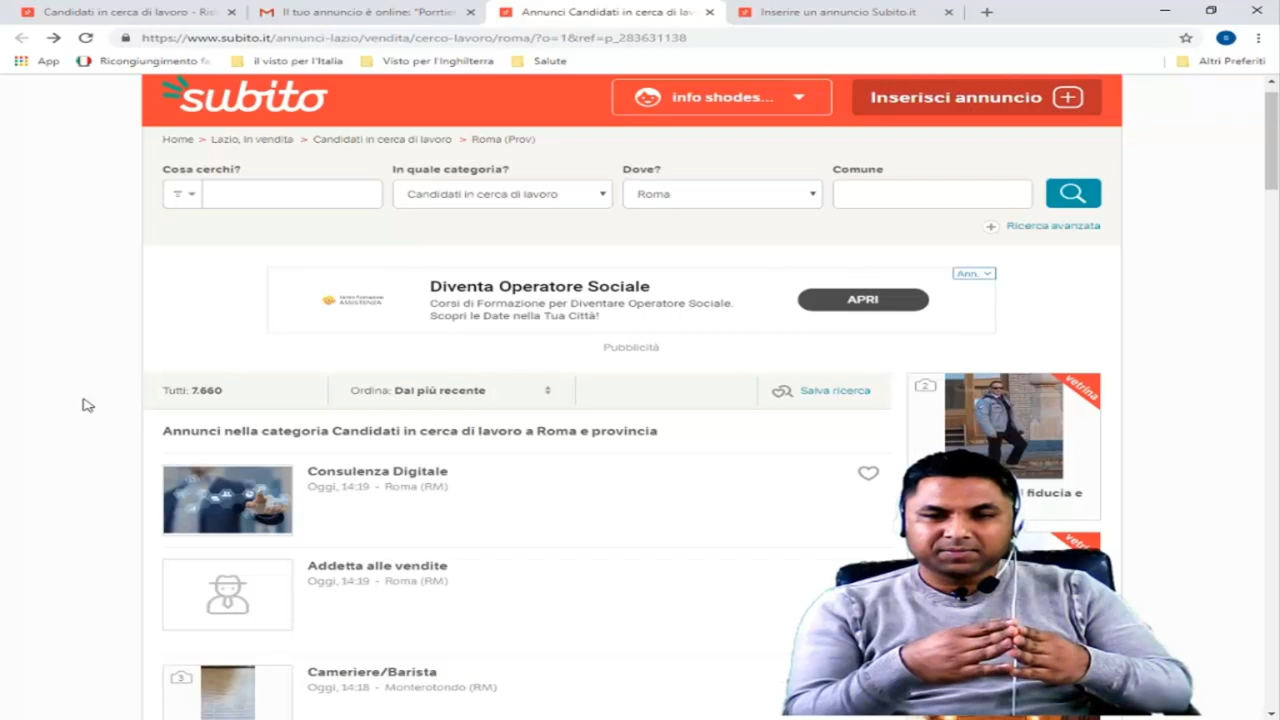 Candidati in cerca di lavoro - Ris
Il tuo annuncio è online: "Porrtie
Annunci Candidati in cerca di la
Inserire un annuncio Subito.it
https://www.subito.it/annunci-lazio/vendita/cerco-lavoro/roma/?o=1&ref=p_283631138
App
Ricongiungimento fa
il visto per l'Italia
Visto per l'Inghilterra
Salute
Altri Preferiti
subito
info shodes...
Inserisci annuncio
Home > Lazio, In vendita > Candidati in cerca di lavoro > Roma (Prov)
Cosa cerchi?
In quale categoria?
Dove?
Comune
Candidati in cerca di lavoro
Roma
Ricerca avanzata
Ann.
Diventa Operatore Sociale
Corsi di Formazione per Diventare Operatore Sociale.
Scopri le Date nella Tua Città!
APRI
ASSISTENZA
Pubblicità
Tutti: 7.660
Ordina: Dal più recente
Salva ricerca
2
vetrina
Annunci nella categoria Candidati in cerca di lavoro a Roma e provincia
Consulenza Digitale
Oggi, 14:19 - Roma (RM)
fiducia e
Addetta alle vendite
Oggi, 14:19 - Roma (RM)
3
Cameriere/Barista
Oggi, 14:18 - Monterotondo (RM)